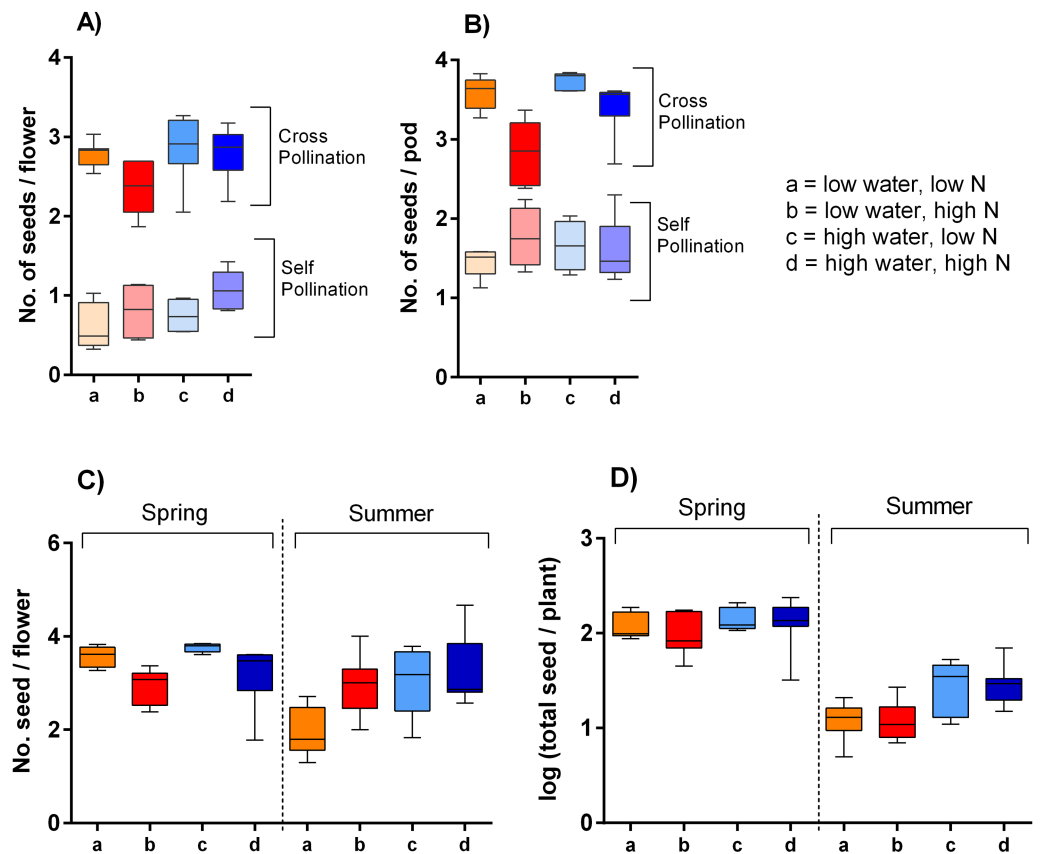 A)
No. of seeds / flower
4
3
2
1
0
Cross
Pollination
Self
Pollination
a b c d
B)
No. of seeds / pod
4
3
2
1
0
Cross
Pollination
Self
Pollination
a b c d
a = low water, low N
b = low water, high N
c = high water, low N
d = high water, high N
C)
Spring Summer
No. seed / flower
6
4
2
0
a b c d a b c d
D)
Spring Summer
log (total seed / plant)
3
2
1
0
a b c d a b c d